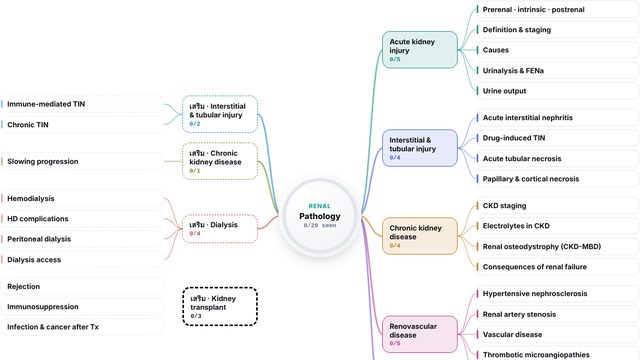 Immune-mediated TIN
Chronic TIN
Slowing progression
Hemodialysis
HD complications
Peritoneal dialysis
Dialysis access
Rejection
Immunosuppression
Infection & cancer after Tx
เสริม · Interstitial
& tubular injury
0/2
เสริม · Chronic
kidney disease
0/1
เสริม · Dialysis
0/4
เสริม · Kidney
transplant
0/3
RENAL
Pathology
0/29 seen
Acute kidney
injury
0/5
Interstitial &
tubular injury
0/4
Chronic kidney
disease
0/4
Renovascular
disease
0/5
Prerenal · intrinsic · postrenal
Definition & staging
Causes
Urinalysis & FENa
Urine output
Acute interstitial nephritis
Drug-induced TIN
Acute tubular necrosis
Papillary & cortical necrosis
CKD staging
Electrolytes in CKD
Renal osteodystrophy (CKD-MBD)
Consequences of renal failure
Hypertensive nephrosclerosis
Renal artery stenosis
Vascular disease
Thrombotic microangiopathies